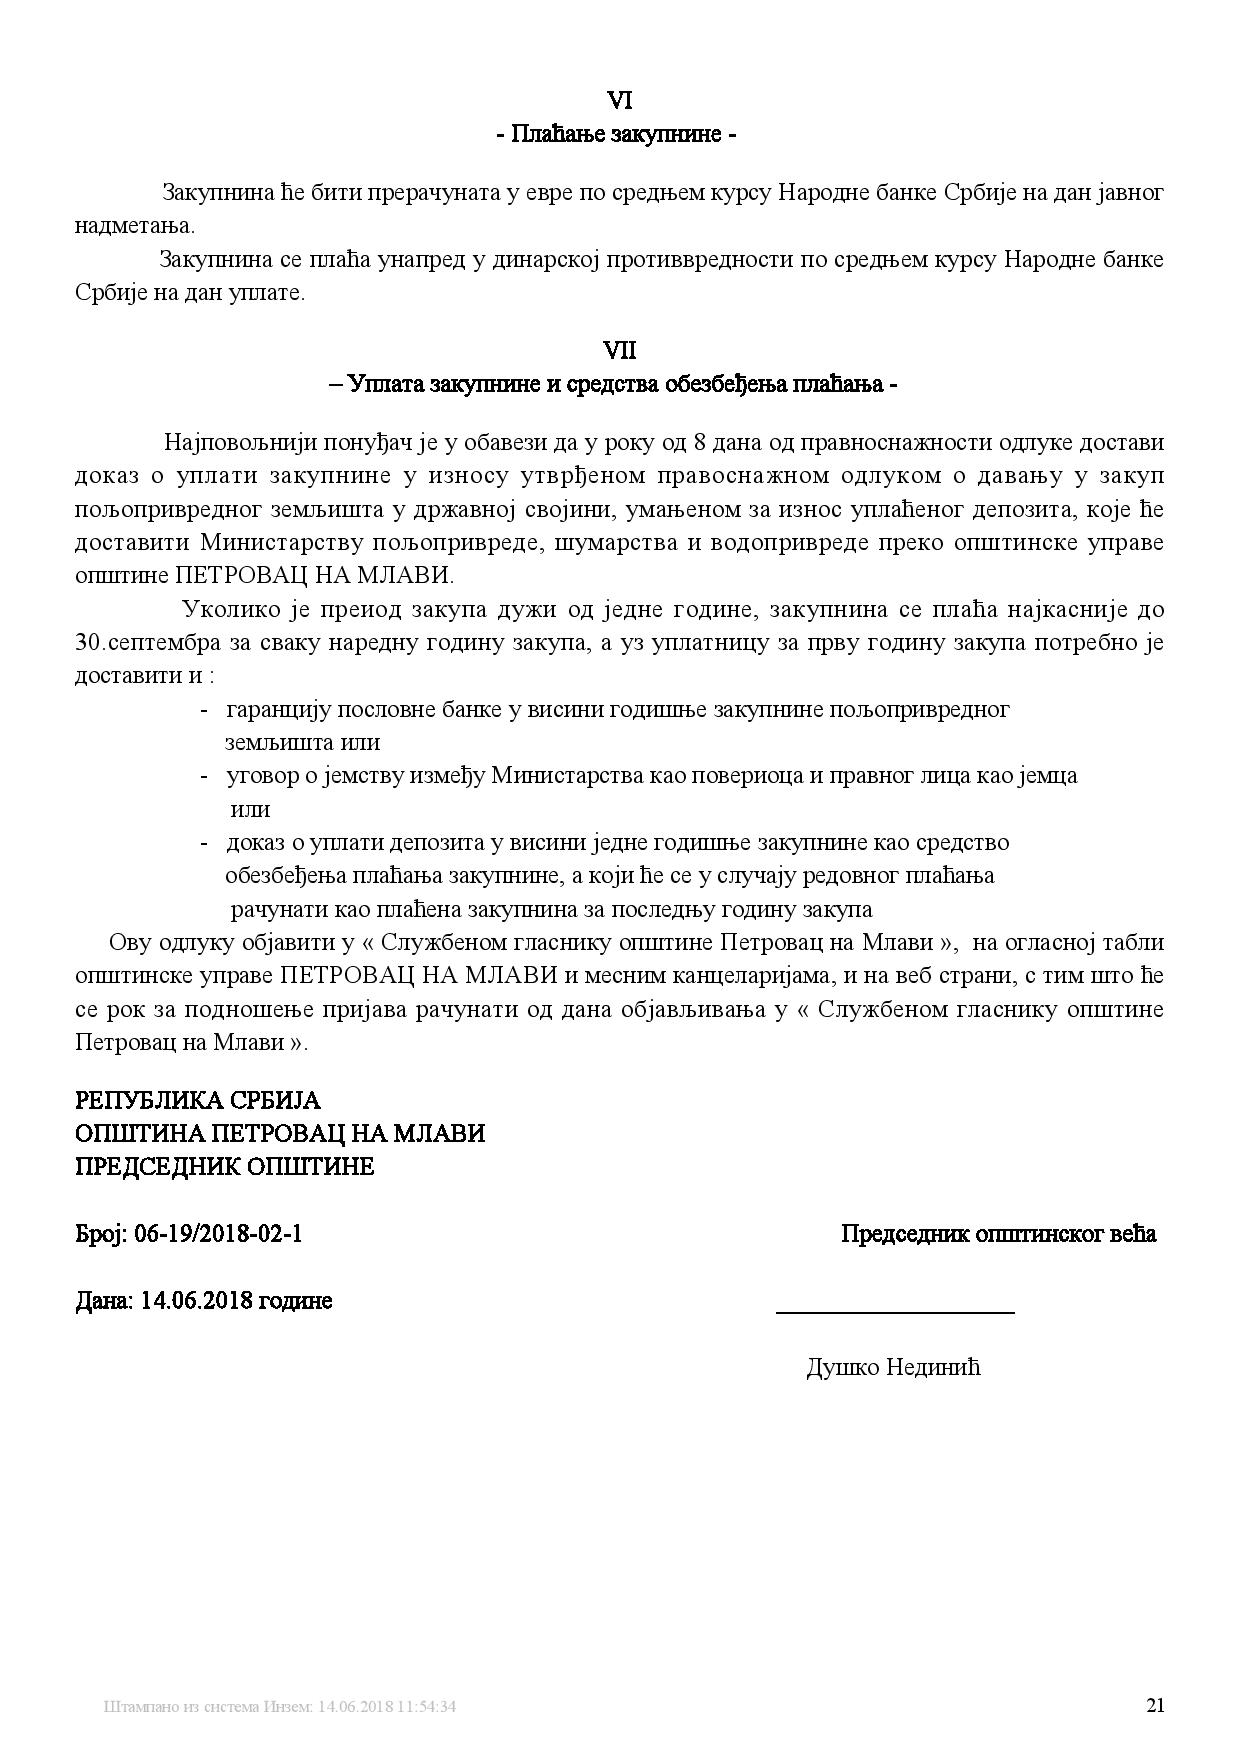 VI
- Плаћање закупнине -
Закупнина ће бити прерачуната у евре по средњем курсу Народне банке Србије на дан јавног
надметања.
Закупнина се плаћа унапред у динарској противвредности по средњем курсу Народне банке
Србије на дан уплате.
VII
– Уплата закупнине и средства обезбеђења плаћања -
Најповољнији понуђач је у обавези да у року од 8 дана од правноснажности одлуке достави
доказ о уплати закупнине у износу утврђеном правоснажном одлуком о давању у закуп
пољопривредног земљишта у државној својини, умањеном за износ уплаћеног депозита, које ће
доставити Министарству пољопривреде, шумарства и водопривреде преко општинске управе
општине ПЕТРОВАЦ НА МЛАВИ.
Уколико је преиод закупа дужи од једне године, закупнина се плаћа најкасније до
30.септембра за сваку наредну годину закупа, а уз уплатницу за прву годину закупа потребно је
доставити и :
- гаранцију пословне банке у висини годишње закупнине пољопривредног
земљишта или
- уговор о јемству између Министарства као повериоца и правног лица као јемца
или
- доказ о уплати депозита у висини једне годишње закупнине као средство
обезбеђења плаћања закупнине, а који ће се у случају редовног плаћања
рачунати као плаћена закупнина за последњу годину закупа
Ову одлуку објавити у « Службеном гласнику општине Петровац на Млави », на огласној табли
општинске управе ПЕТРОВАЦ НА МЛАВИ и месним канцеларијама, и на веб страни, с тим што ће
се рок за подношење пријава рачунати од дана објављивања у « Службеном гласнику општине
Петровац на Млави ».
РЕПУБЛИКА СРБИЈА
ОПШТИНА ПЕТРОВАЦ НА МЛАВИ
ПРЕДСЕДНИК ОПШТИНЕ
Број: 06-19/2018-02-1 Председник општинског већа
Дана: 14.06.2018 године
Душко Нединић
Штампано из система Инзем: 14.06.2018 11:54:34 21